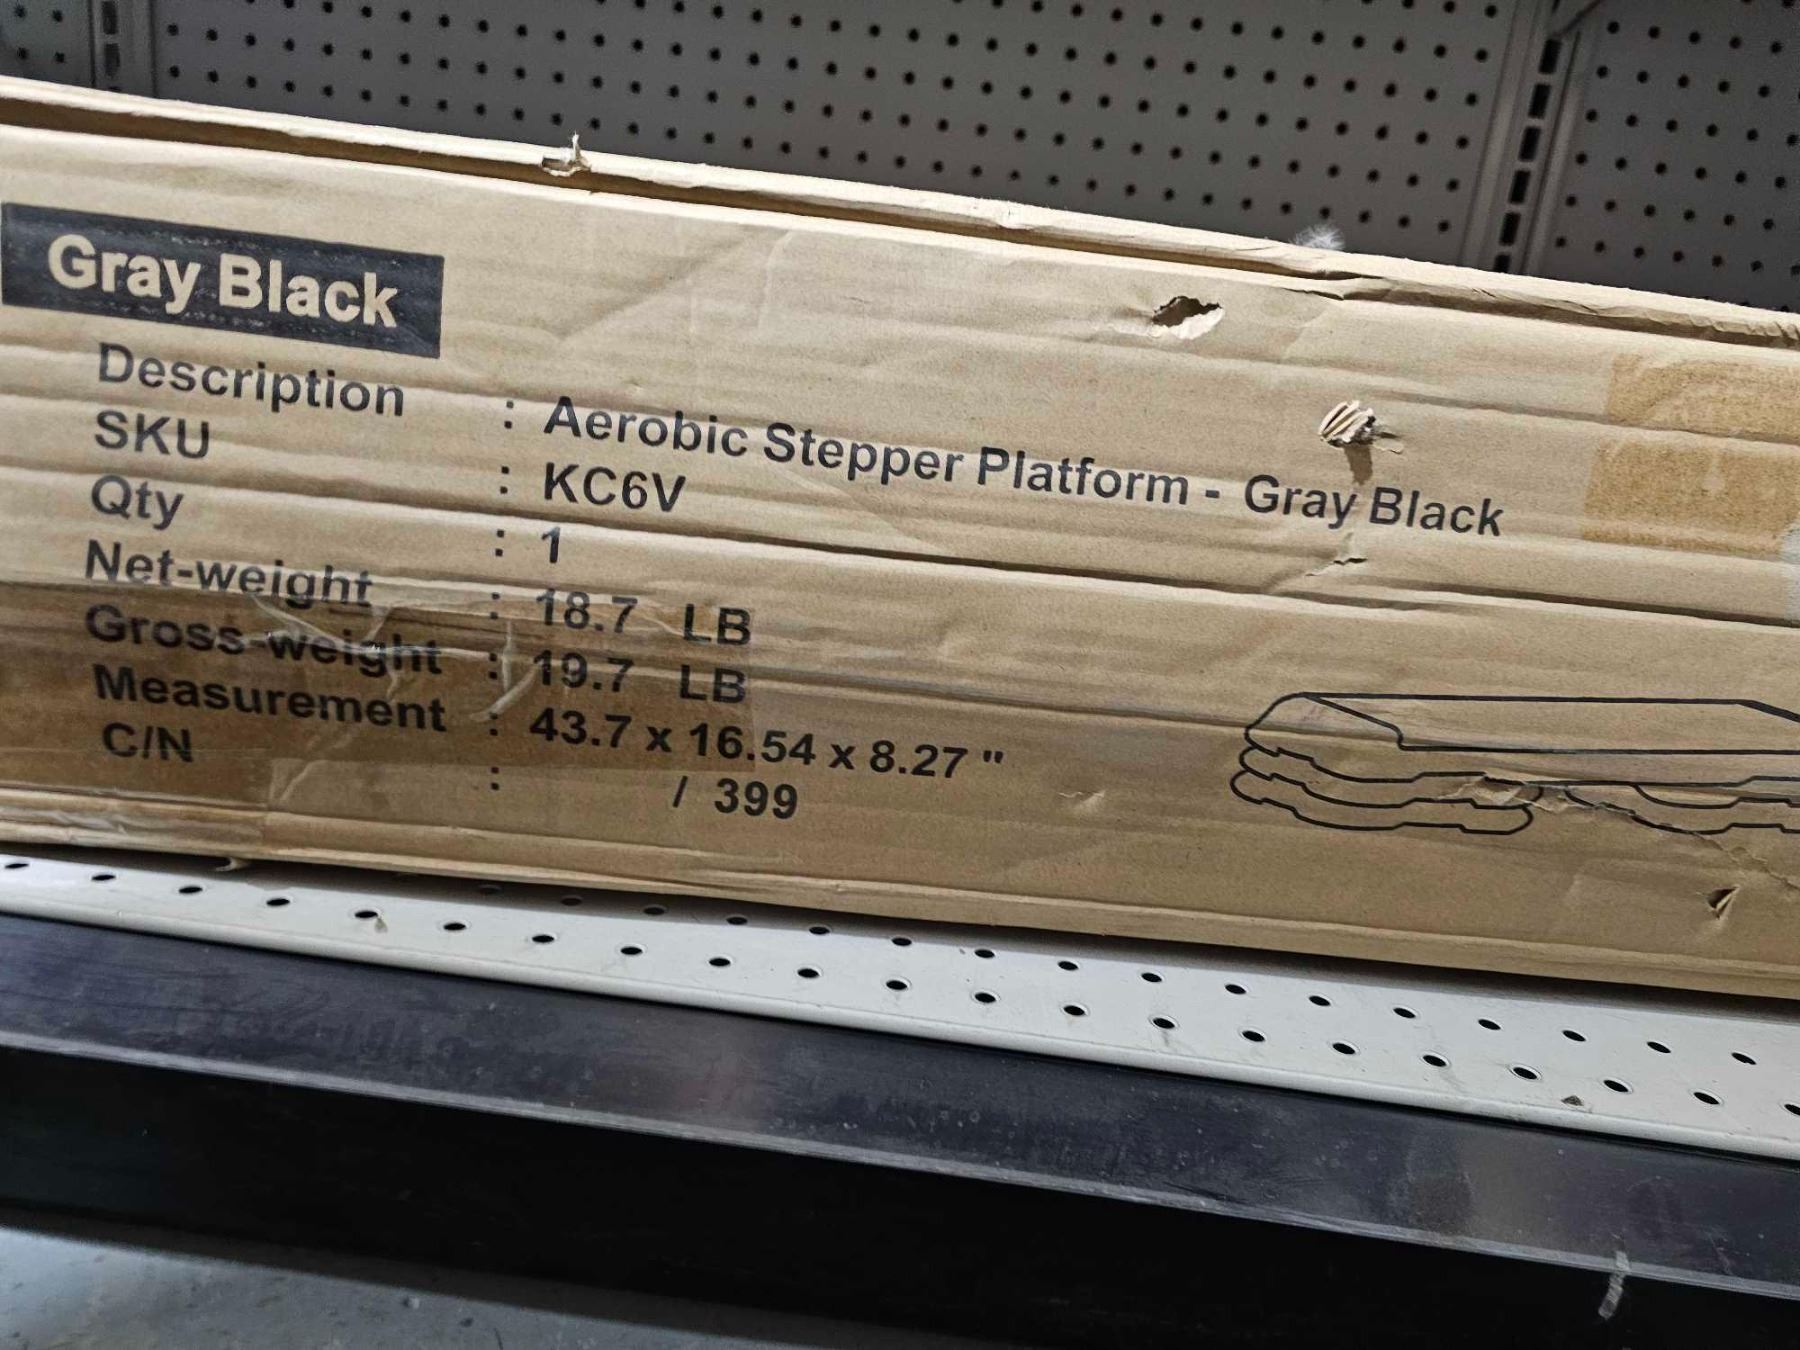 Gray Black
Description : Aerobic Stepper Platform - Gray Black
SKU : KC6V
Qty : 1
Net-weight : 18.7 LB
Gross-weight : 19.7 LB
Measurement : 43.7 x 16.54 x 8.27 "
C/N : / 399